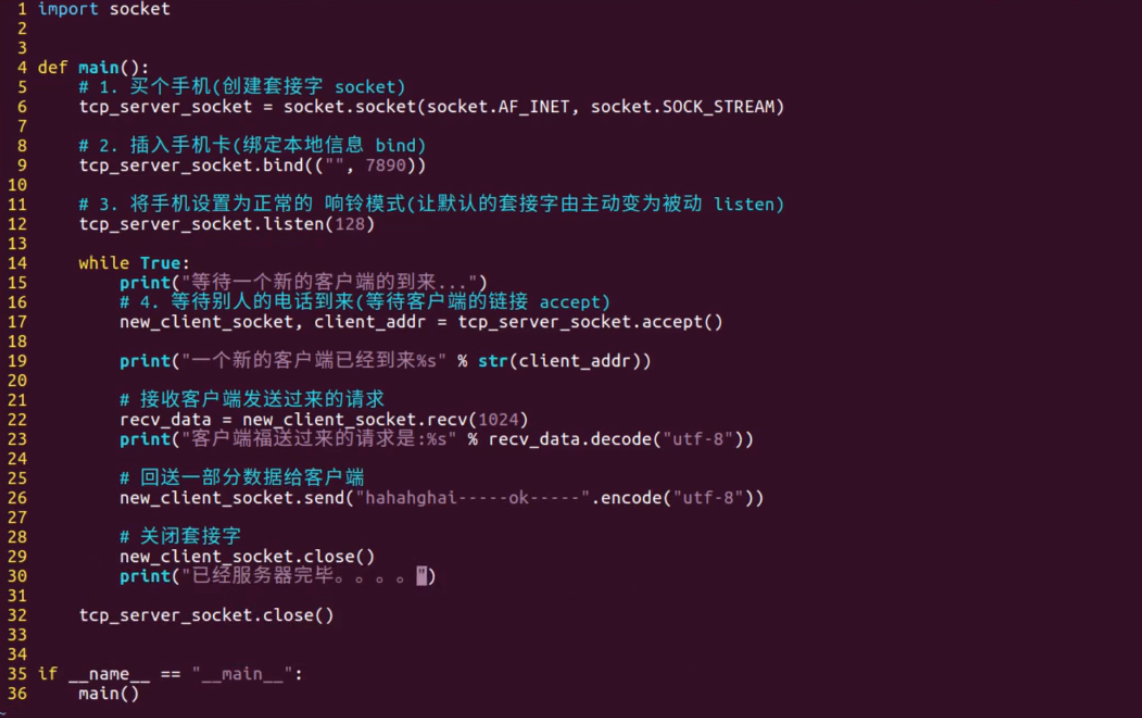 1 import socket
2
3
4 def main():
5     # 1. 买个手机(创建套接字 socket)
6     tcp_server_socket = socket.socket(socket.AF_INET, socket.SOCK_STREAM)
7
8     # 2. 插入手机卡(绑定本地信息 bind)
9     tcp_server_socket.bind(("", 7890))
10
11     # 3. 将手机设置为正常的 响铃模式(让默认的套接字由主动变为被动 listen)
12     tcp_server_socket.listen(128)
13
14     while True:
15         print("等待一个新的客户端的到来...")
16         # 4. 等待别人的电话到来(等待客户端的链接 accept)
17         new_client_socket, client_addr = tcp_server_socket.accept()
18
19         print("一个新的客户端已经到来%s" % str(client_addr))
20
21         # 接收客户端发送过来的请求
22         recv_data = new_client_socket.recv(1024)
23         print("客户端福送过来的请求是:%s" % recv_data.decode("utf-8"))
24
25         # 回送一部分数据给客户端
26         new_client_socket.send("hahahghai-----ok-----".encode("utf-8"))
27
28         # 关闭套接字
29         new_client_socket.close()
30         print("已经服务器完毕。。。。")
31
32     tcp_server_socket.close()
33
34
35 if __name__ == "__main__":
36     main()
~